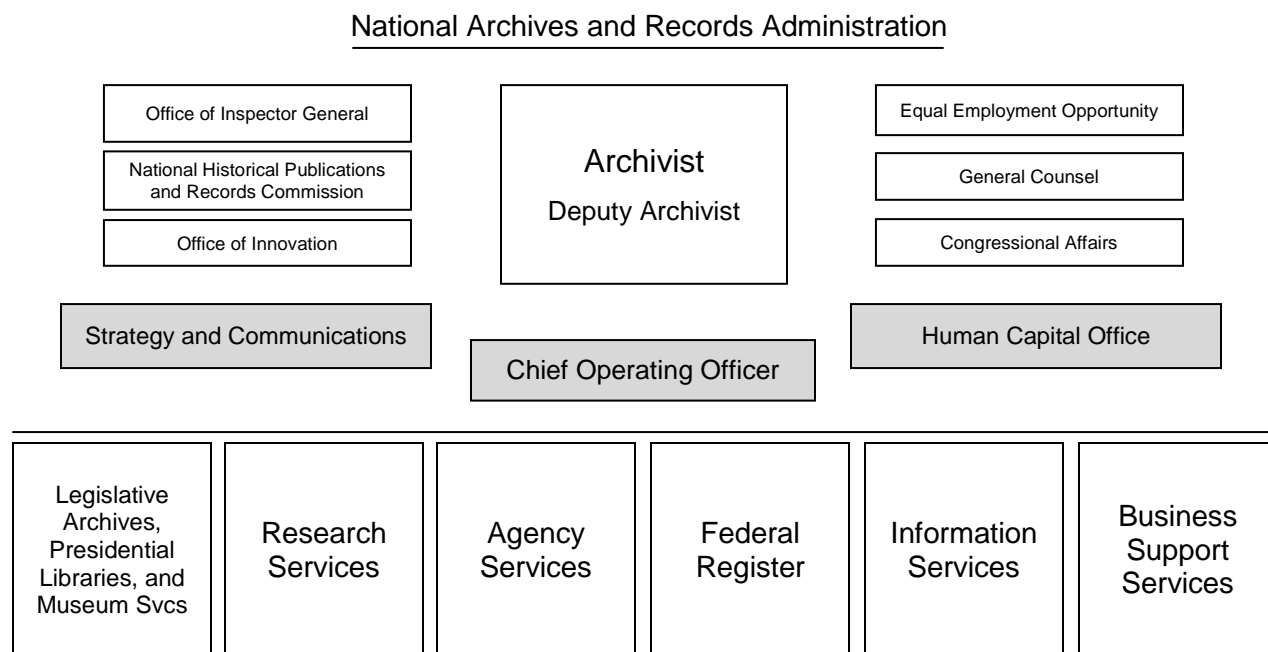 National Archives and Records Administration
Office of Inspector General
National Historical Publications
and Records Commission
Office of Innovation
Archivist
Deputy Archivist
Equal Employment Opportunity
General Counsel
Congressional Affairs
Strategy and Communications
Chief Operating Officer
Human Capital Office
Legislative
Archives,
Presidential
Libraries, and
Museum Svcs
Research
Services
Agency
Services
Federal
Register
Information
Services
Business
Support
Services